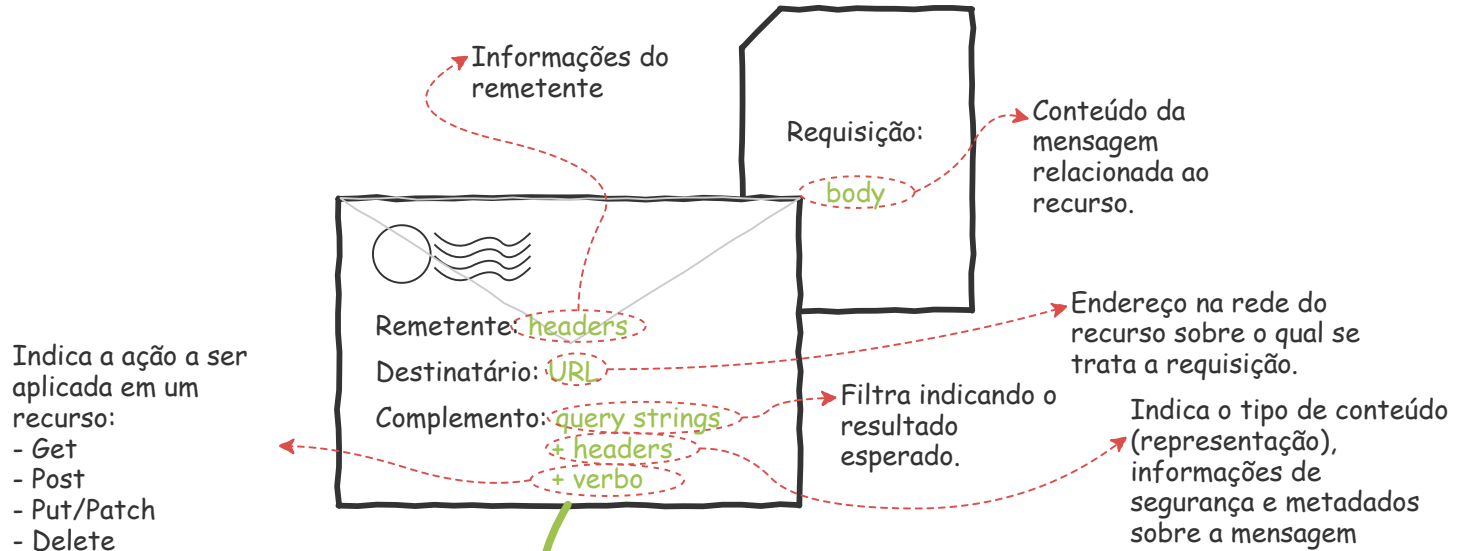 Informações do
remetente
Requisição:
body
Conteúdo da
mensagem
relacionada ao
recurso.
Remetente: headers
Destinatário: URL
Complemento: query strings
+ headers
+ verbo
Endereço na rede do
recurso sobre o qual se
trata a requisição.
Filtra indicando o
resultado
esperado.
Indica o tipo de conteúdo
(representação),
informações de
segurança e metadados
sobre a mensagem
Indica a ação a ser
aplicada em um
recurso:
- Get
- Post
- Put/Patch
- Delete